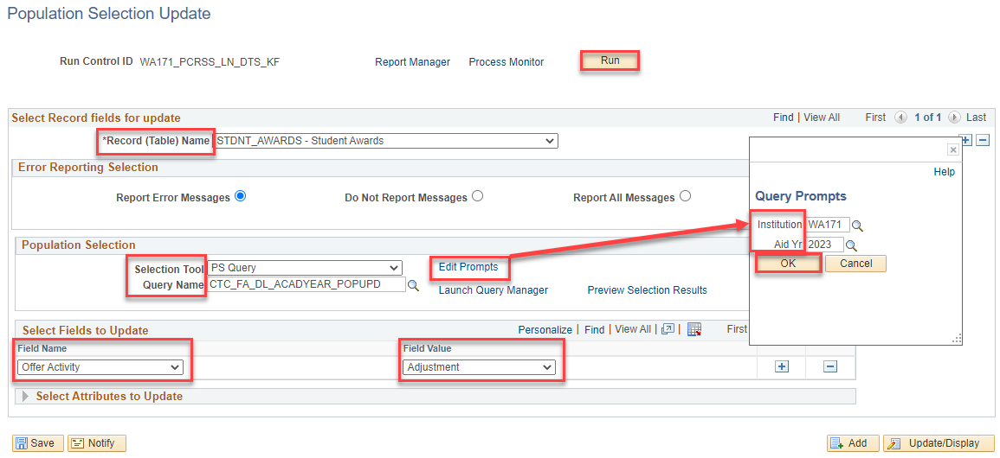 Population Selection Update
Run Control ID WA171_PCRSS_LN_DTS_KF Report Manager Process Monitor Run
Select Record fields for update Find | View All First 1 of 1 Last
*Record (Table) Name STDNT_AWARDS - Student Awards
Error Reporting Selection
Report Error Messages Do Not Report Messages Report All Messages
Population Selection
Selection Tool PS Query Edit Prompts
Query Name CTC_FA_DL_ACADYEAR_POPUPD
Launch Query Manager Preview Selection Results
Select Fields to Update Personalize | Find | View All | | First
Field Name Field Value
Offer Activity Adjustment
Select Attributes to Update
Help
Query Prompts
Institution WA171
Aid Yr 2023
OK Cancel
Save Notify Add Update/Display